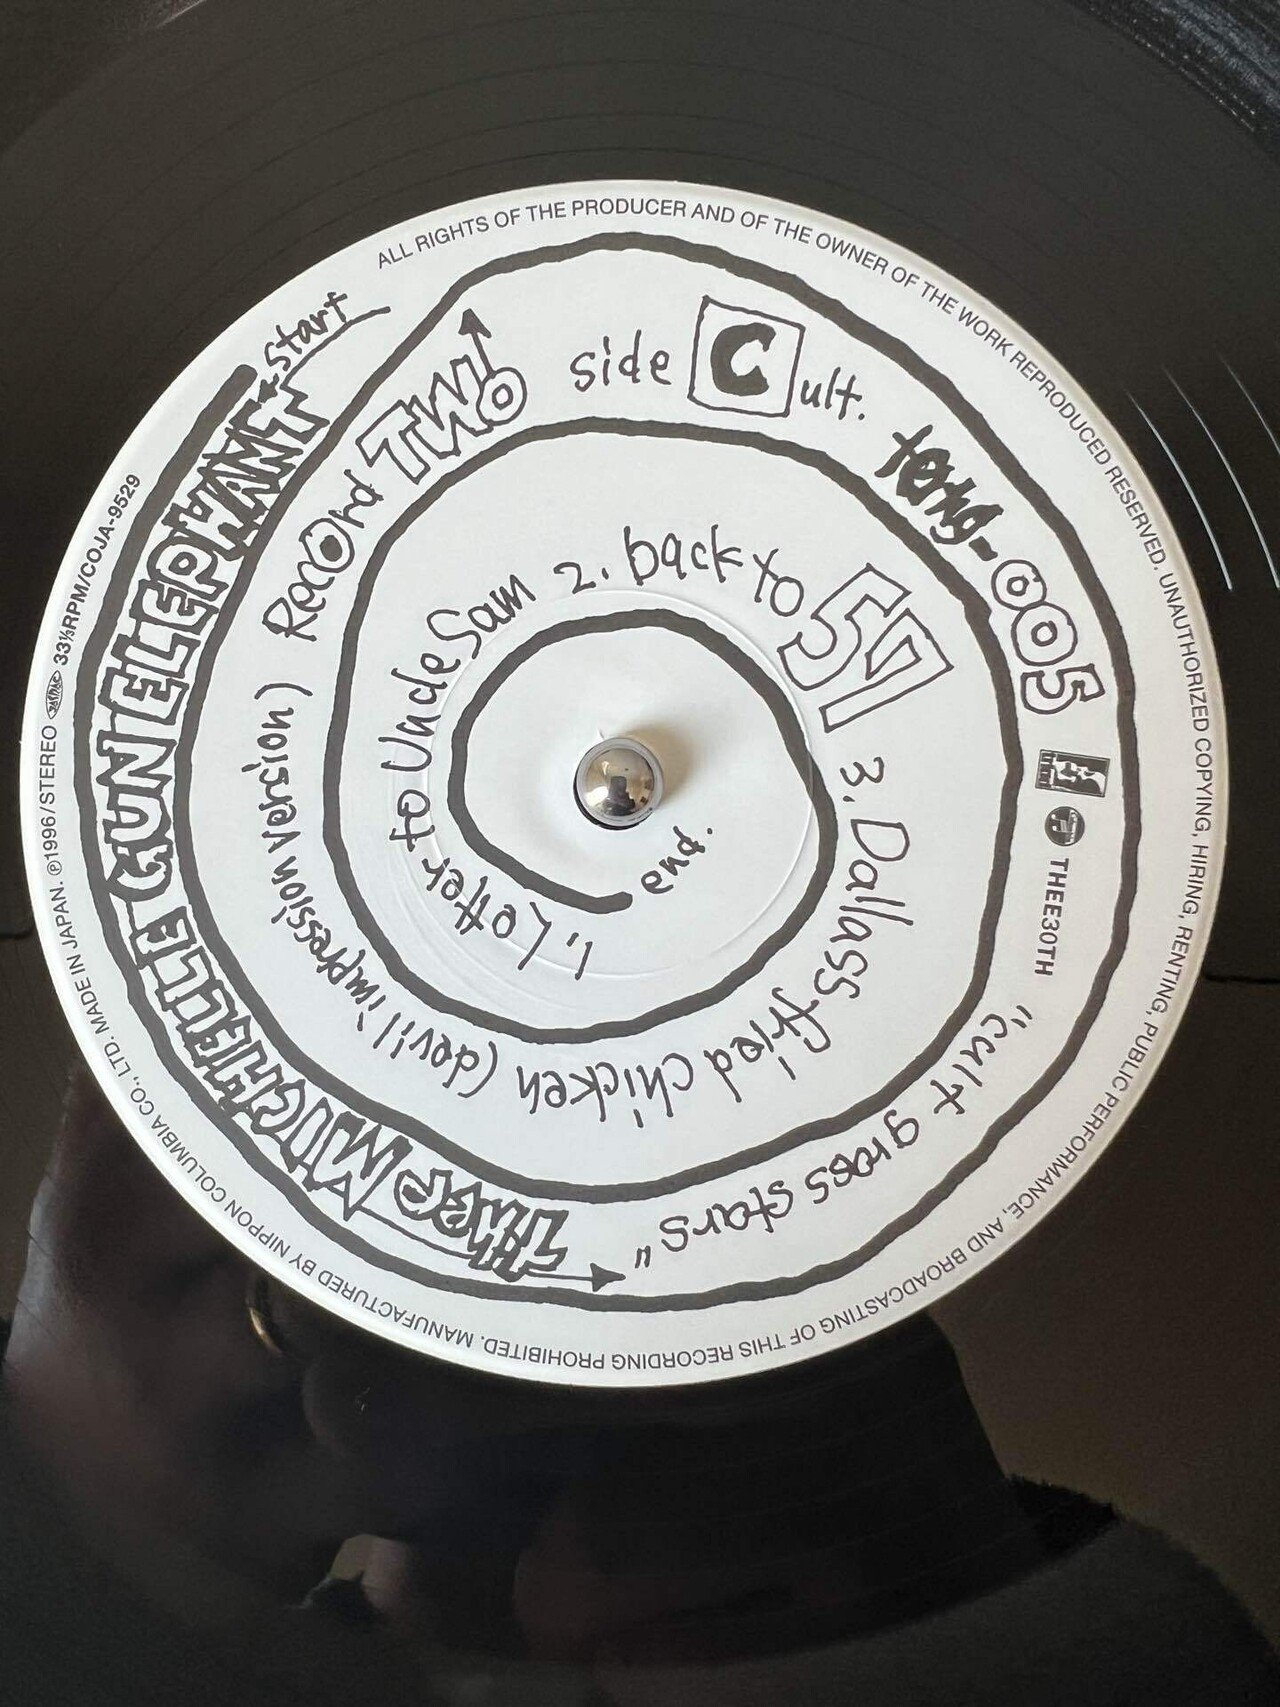 ALL RIGHTS OF THE PRODUCER AND OF THE OWNER OF THE WORK REPRODUCED RESERVED. UNAUTHORIZED COPYING, HIRING, RENTING, PUBLIC PERFORMANCE, AND BROADCASTING OF THIS RECORDING PROHIBITED. MANUFACTURED BY NIPPON COLUMBIA CO., LTD. MADE IN JAPAN. Ⓟ1996/STEREO 33⅓RPM/COJA-9529
start
THEE MICHELLE GUN ELEPHANT
Record TWO
side Cult.
tmg-005
THEE30TH
"cult grass stars"
1. Letter to Uncle Sam
2. back to 57
3. Dallas fried chicken (devil impression version)
end.